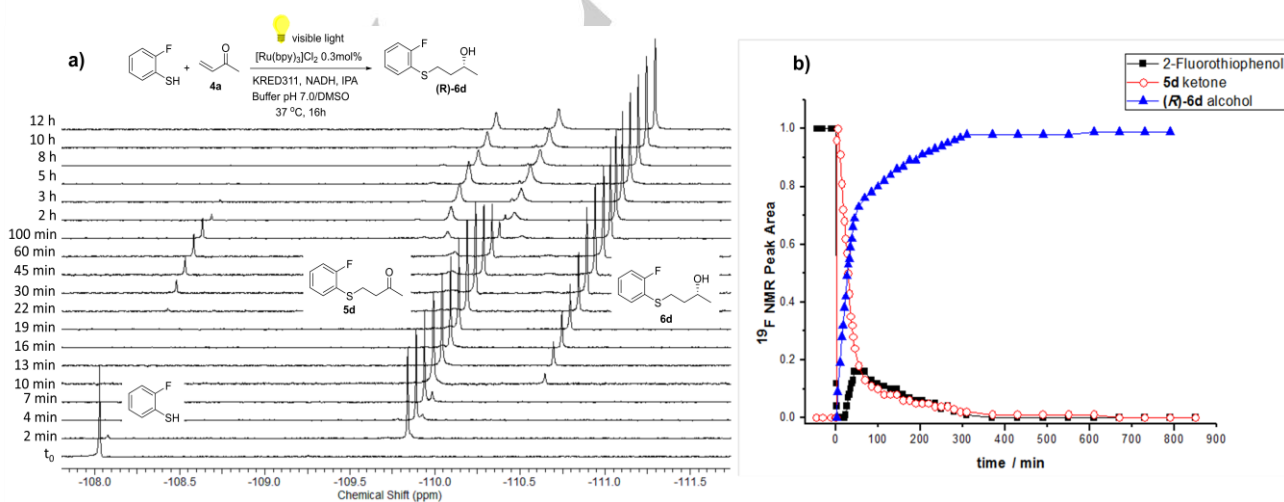 a)
visible light
F
SH
+
O
4a
[Ru(bpy)3]Cl2 0.3mol%
KRED311, NADH, IPA
Buffer pH 7.0/DMSO
37 °C, 16h
F
OH
S
(R)-6d
12 h
10 h
8 h
5 h
3 h
2 h
100 min
60 min
45 min
30 min
22 min
19 min
16 min
13 min
10 min
7 min
4 min
2 min
t0
F
O
S
5d
F
OH
S
6d
F
SH
-108.0 -108.5 -109.0 -109.5 -110.0 -110.5 -111.0 -111.5
Chemical Shift (ppm)
b)
2-Fluorothiophenol
5d ketone
(R)-6d alcohol
19F NMR Peak Area
1.0
0.8
0.6
0.4
0.2
0.0
0 100 200 300 400 500 600 700 800 900
time / min